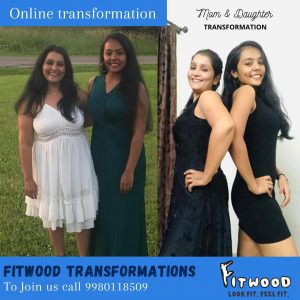 Online transformation
Mom & Daughter
TRANSFORMATION
FITWOOD TRANSFORMATIONS
To Join us call 9980118509
FITWOOD
LOOK FIT, FEEL FIT.